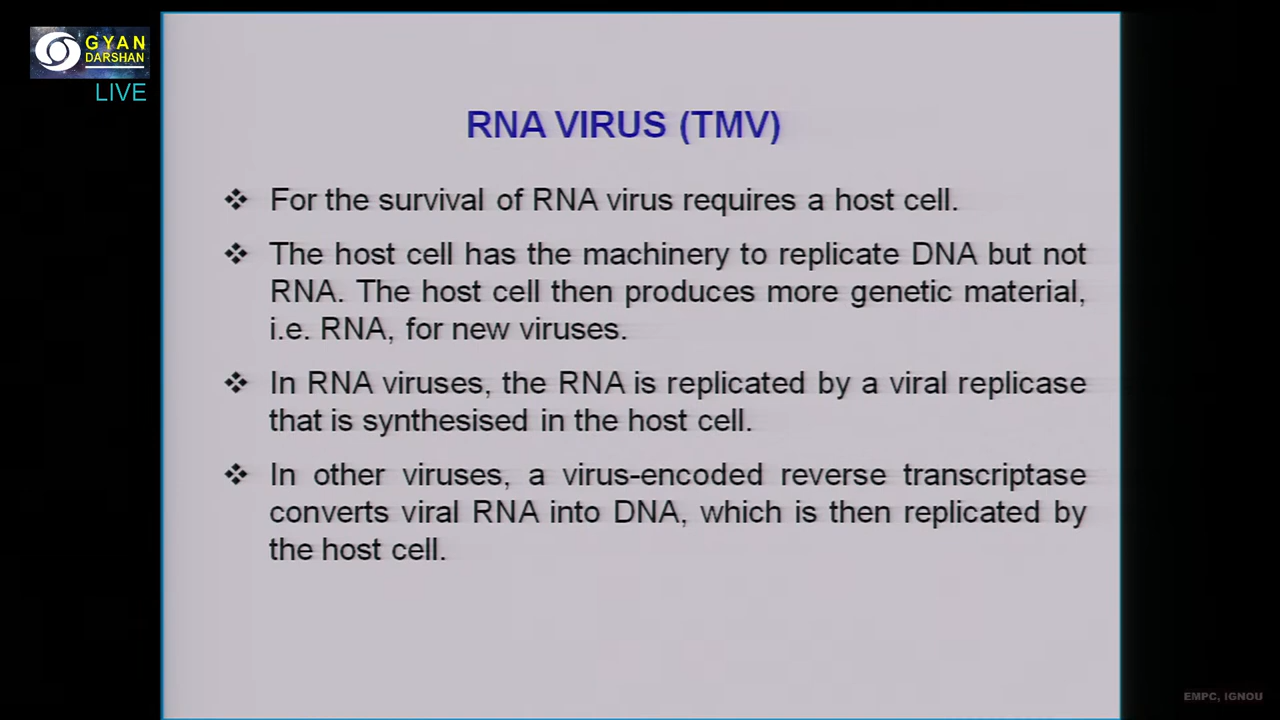 GYAN
DARSHAN
LIVE
RNA VIRUS (TMV)
❖ For the survival of RNA virus requires a host cell.
❖ The host cell has the machinery to replicate DNA but not
RNA. The host cell then produces more genetic material,
i.e. RNA, for new viruses.
❖ In RNA viruses, the RNA is replicated by a viral replicase
that is synthesised in the host cell.
❖ In other viruses, a virus-encoded reverse transcriptase
converts viral RNA into DNA, which is then replicated by
the host cell.
EMPC, IGNOU